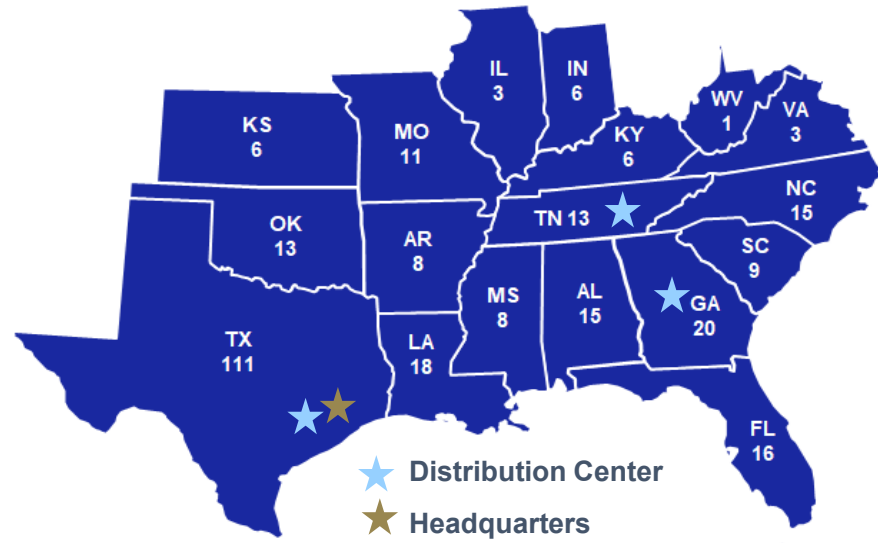 IL
3
IN
6
WV
1
VA
3
KS
6
MO
11
KY
6
NC
15
OK
13
AR
8
TN 13
SC
9
MS
8
AL
15
GA
20
TX
111
LA
18
FL
16
Distribution Center
Headquarters